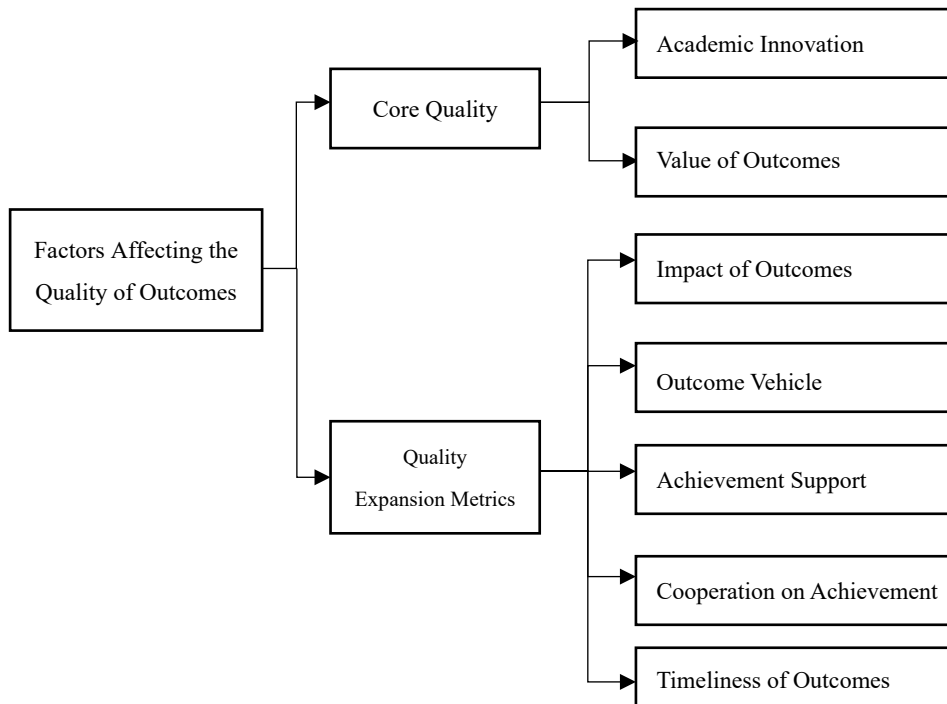 Factors Affecting the
Quality of Outcomes
Core Quality
Quality
Expansion Metrics
Academic Innovation
Value of Outcomes
Impact of Outcomes
Outcome Vehicle
Achievement Support
Cooperation on Achievement
Timeliness of Outcomes